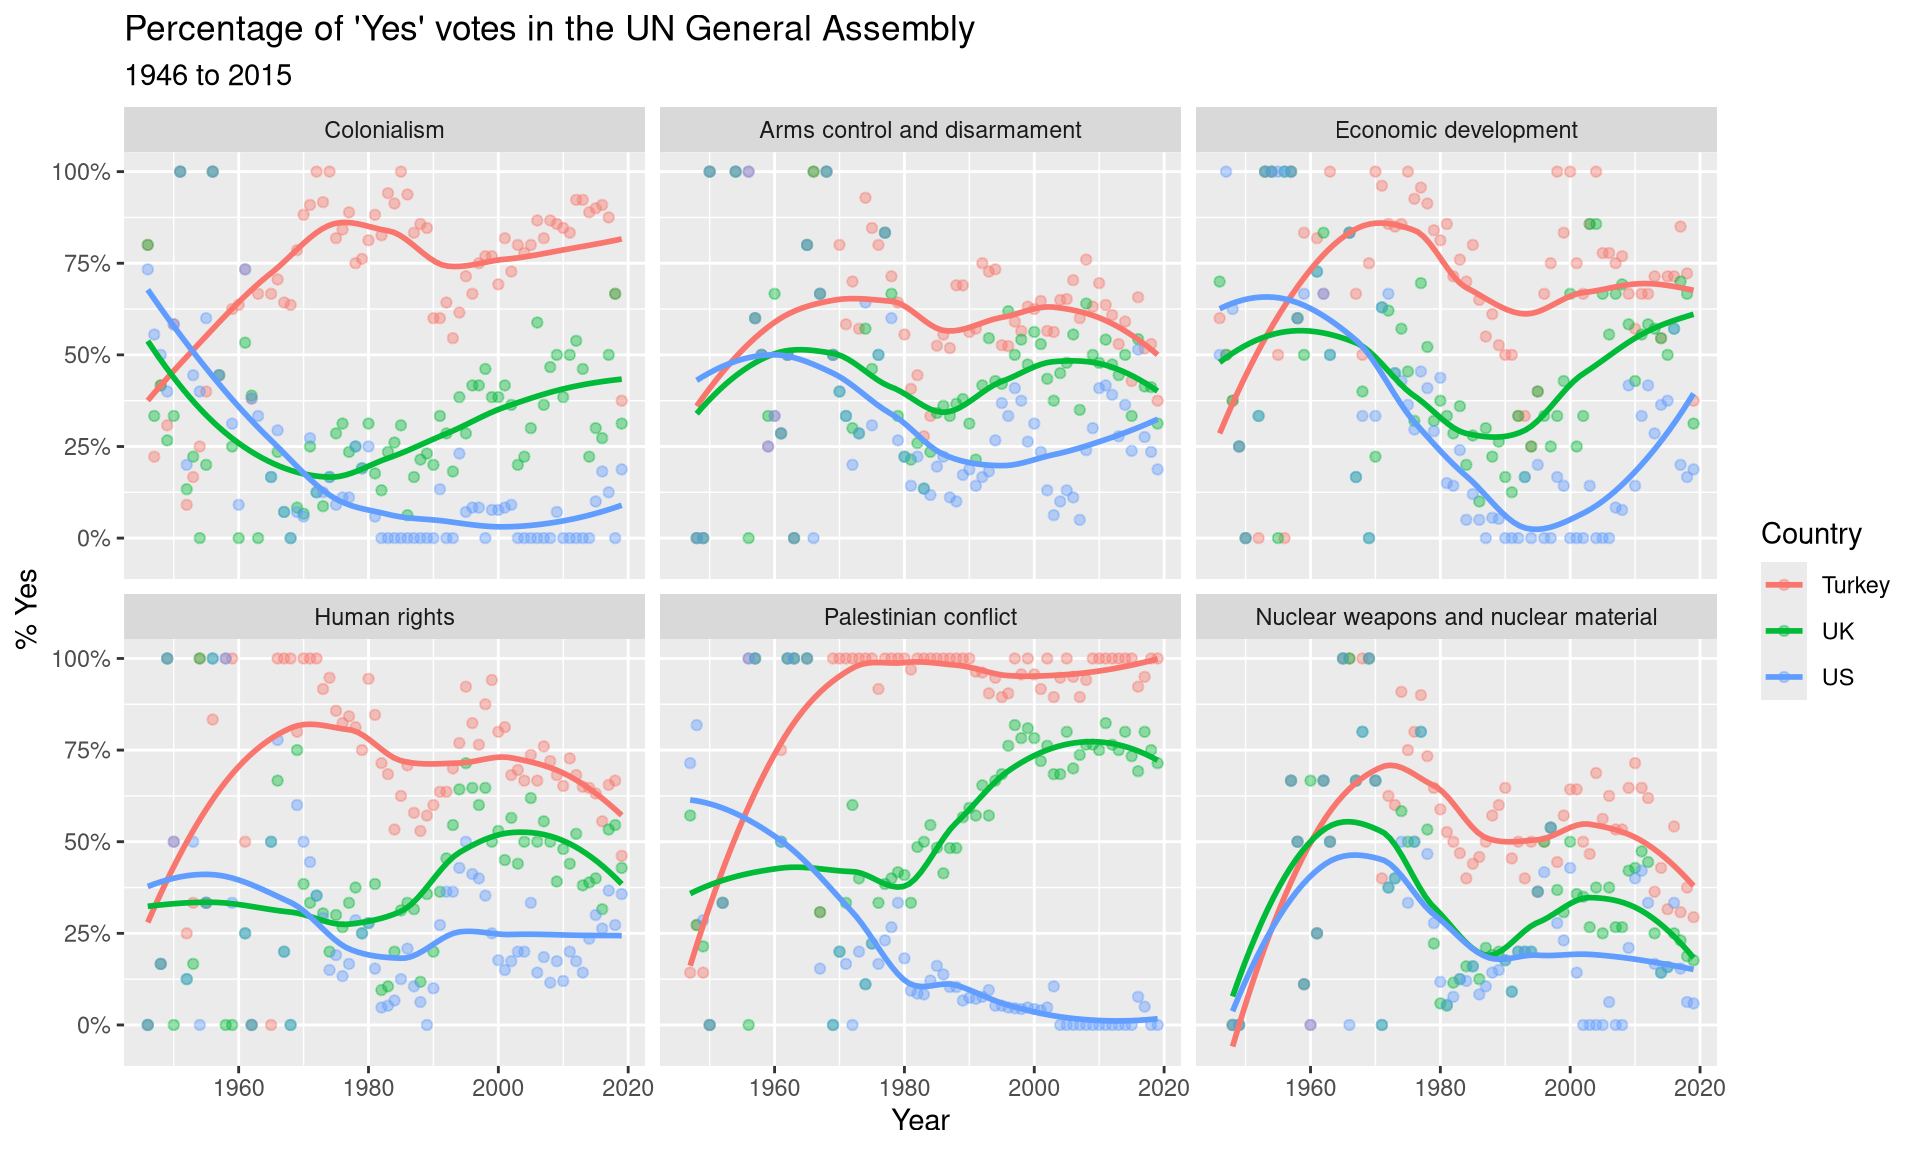 Percentage of 'Yes' votes in the UN General Assembly
1946 to 2015
Colonialism
Arms control and disarmament
Economic development
100%
75%
50%
25%
0%
Human rights
Palestinian conflict
Nuclear weapons and nuclear material
100%
75%
50%
25%
0%
1960 1980 2000 2020
1960 1980 2000 2020
1960 1980 2000 2020
% Yes
Year
Country
Turkey
UK
US